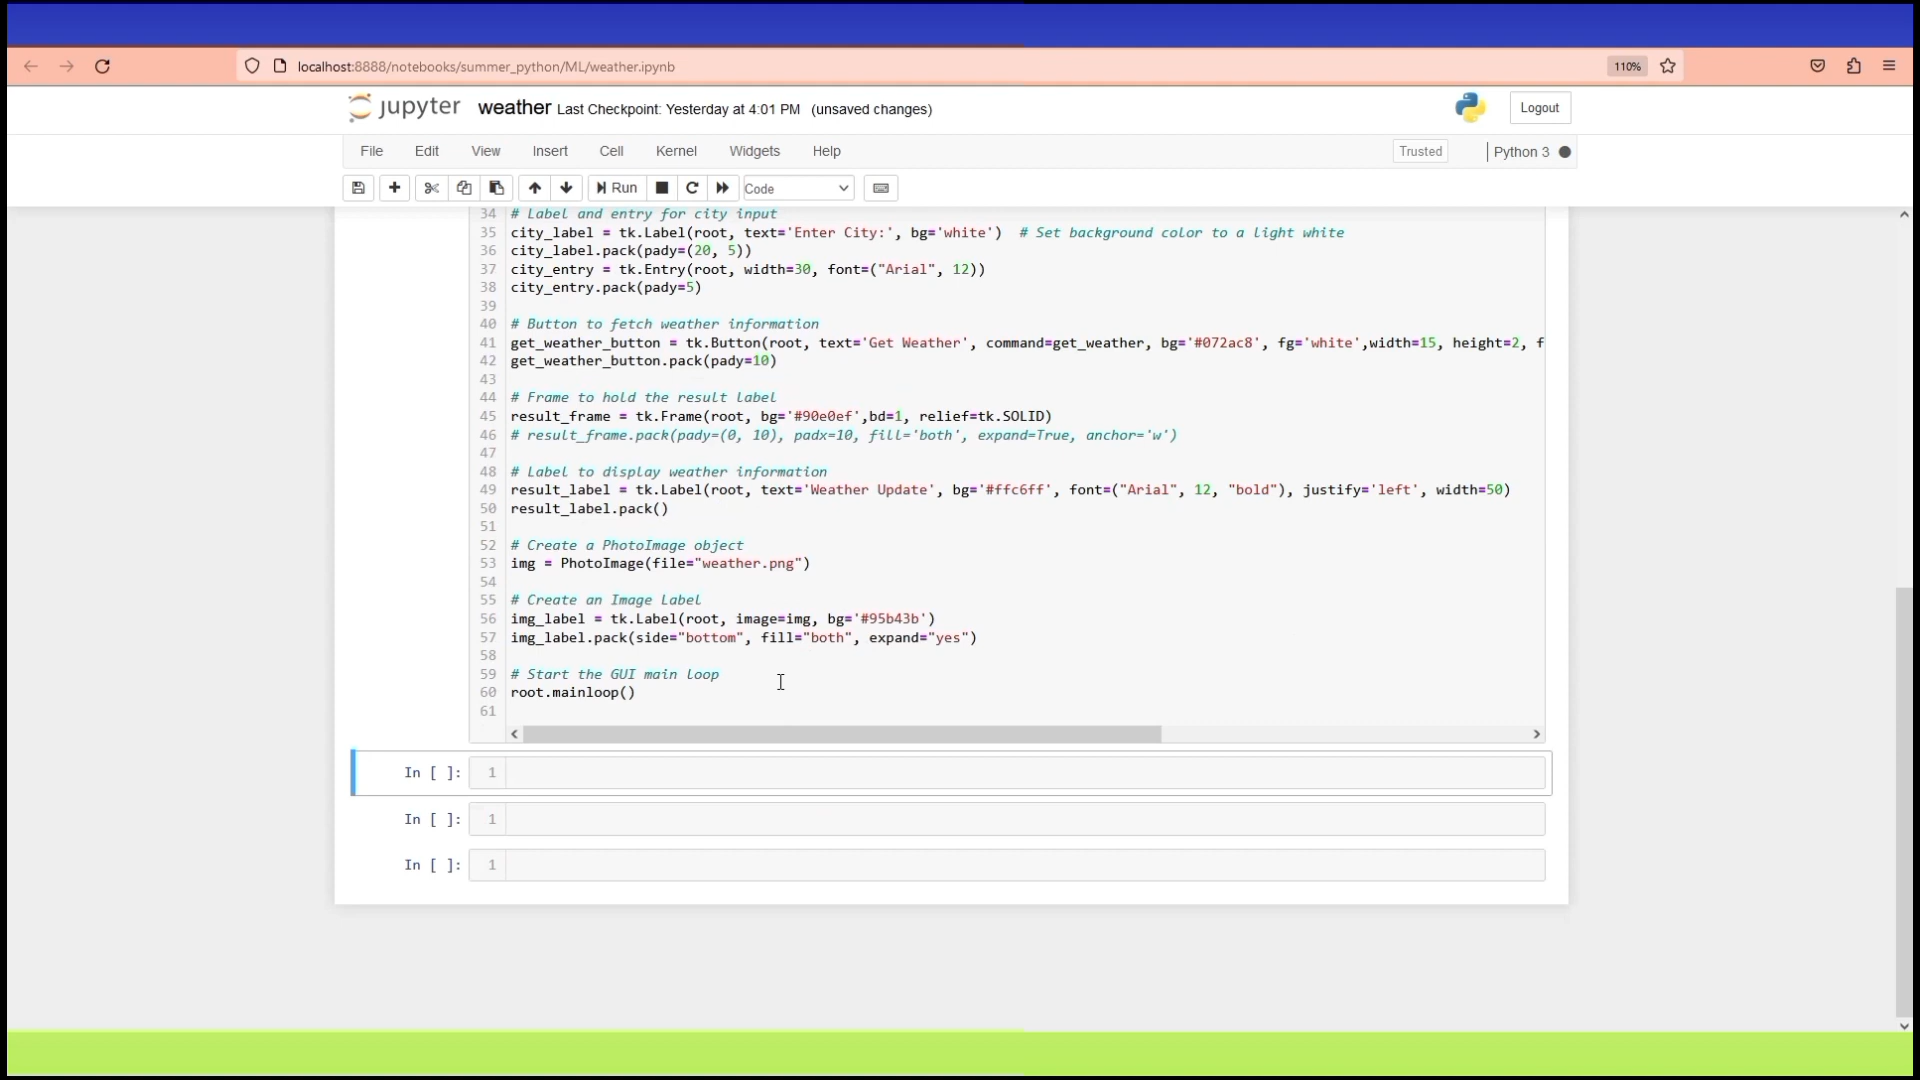 localhost:8888/notebooks/summer_python/ML/weather.ipynb
110%
jupyter weather Last Checkpoint: Yesterday at 4:01 PM (unsaved changes)
Logout
File Edit View Insert Cell Kernel Widgets Help
Trusted
Python 3
Run
Code
34 # Label and entry for city input
35 city_label = tk.Label(root, text='Enter City:', bg='white')  # Set background color to a light white
36 city_label.pack(pady=(20, 5))
37 city_entry = tk.Entry(root, width=30, font=("Arial", 12))
38 city_entry.pack(pady=5)
39
40 # Button to fetch weather information
41 get_weather_button = tk.Button(root, text='Get Weather', command=get_weather, bg='#072ac8', fg='white',width=15, height=2, f
42 get_weather_button.pack(pady=10)
43
44 # Frame to hold the result label
45 result_frame = tk.Frame(root, bg='#90e0ef',bd=1, relief=tk.SOLID)
46 # result_frame.pack(pady=(0, 10), padx=10, fill='both', expand=True, anchor='w')
47
48 # Label to display weather information
49 result_label = tk.Label(root, text='Weather Update', bg='#ffc6ff', font=("Arial", 12, "bold"), justify='left', width=50)
50 result_label.pack()
51
52 # Create a PhotoImage object
53 img = PhotoImage(file="weather.png")
54
55 # Create an Image Label
56 img_label = tk.Label(root, image=img, bg='#95b43b')
57 img_label.pack(side="bottom", fill="both", expand="yes")
58
59 # Start the GUI main loop
60 root.mainloop()
61
In [ ]: 1
In [ ]: 1
In [ ]: 1